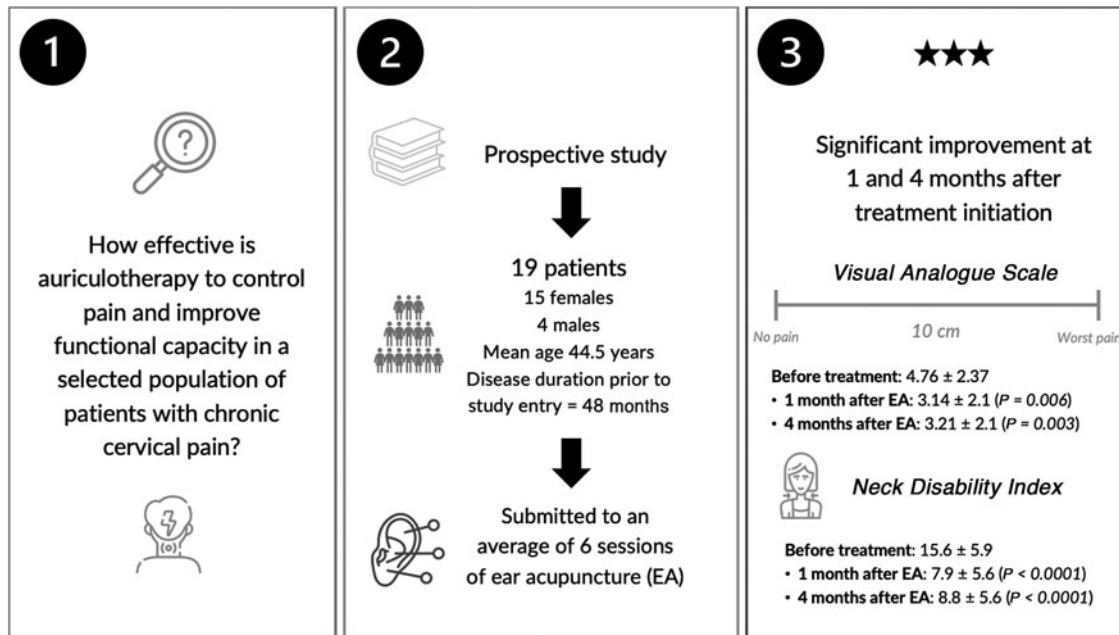 1
?
How effective is
auriculotherapy to control
pain and improve
functional capacity in a
selected population of
patients with chronic
cervical pain?
2
Prospective study
19 patients
15 females
4 males
Mean age 44.5 years
Disease duration prior to
study entry = 48 months
Submitted to an
average of 6 sessions
of ear acupuncture (EA)
3
★★★
Significant improvement at
1 and 4 months after
treatment initiation
Visual Analogue Scale
No pain 10 cm Worst pain
Before treatment: 4.76 ± 2.37
• 1 month after EA: 3.14 ± 2.1 (P = 0.006)
• 4 months after EA: 3.21 ± 2.1 (P = 0.003)
Neck Disability Index
Before treatment: 15.6 ± 5.9
• 1 month after EA: 7.9 ± 5.6 (P < 0.0001)
• 4 months after EA: 8.8 ± 5.6 (P < 0.0001)